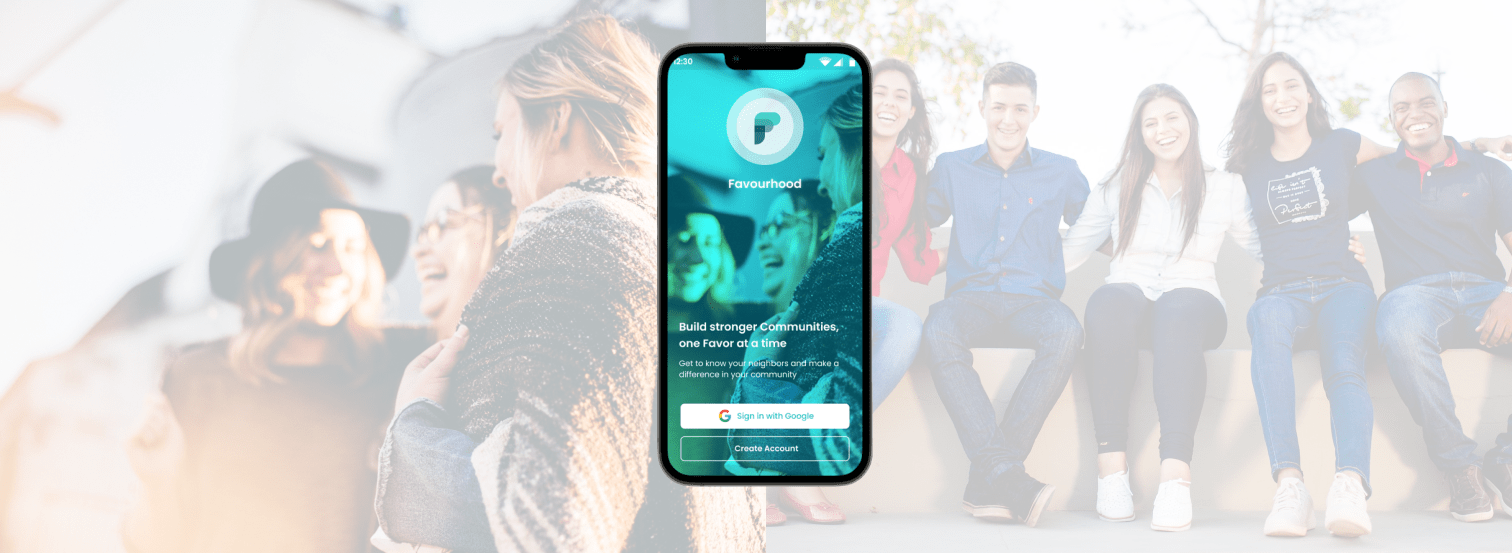 12:30
Favourhood
Build stronger Communities,
one Favor at a time
Get to know your neighbors and make a
difference in your community
Sign in with Google
Create Account